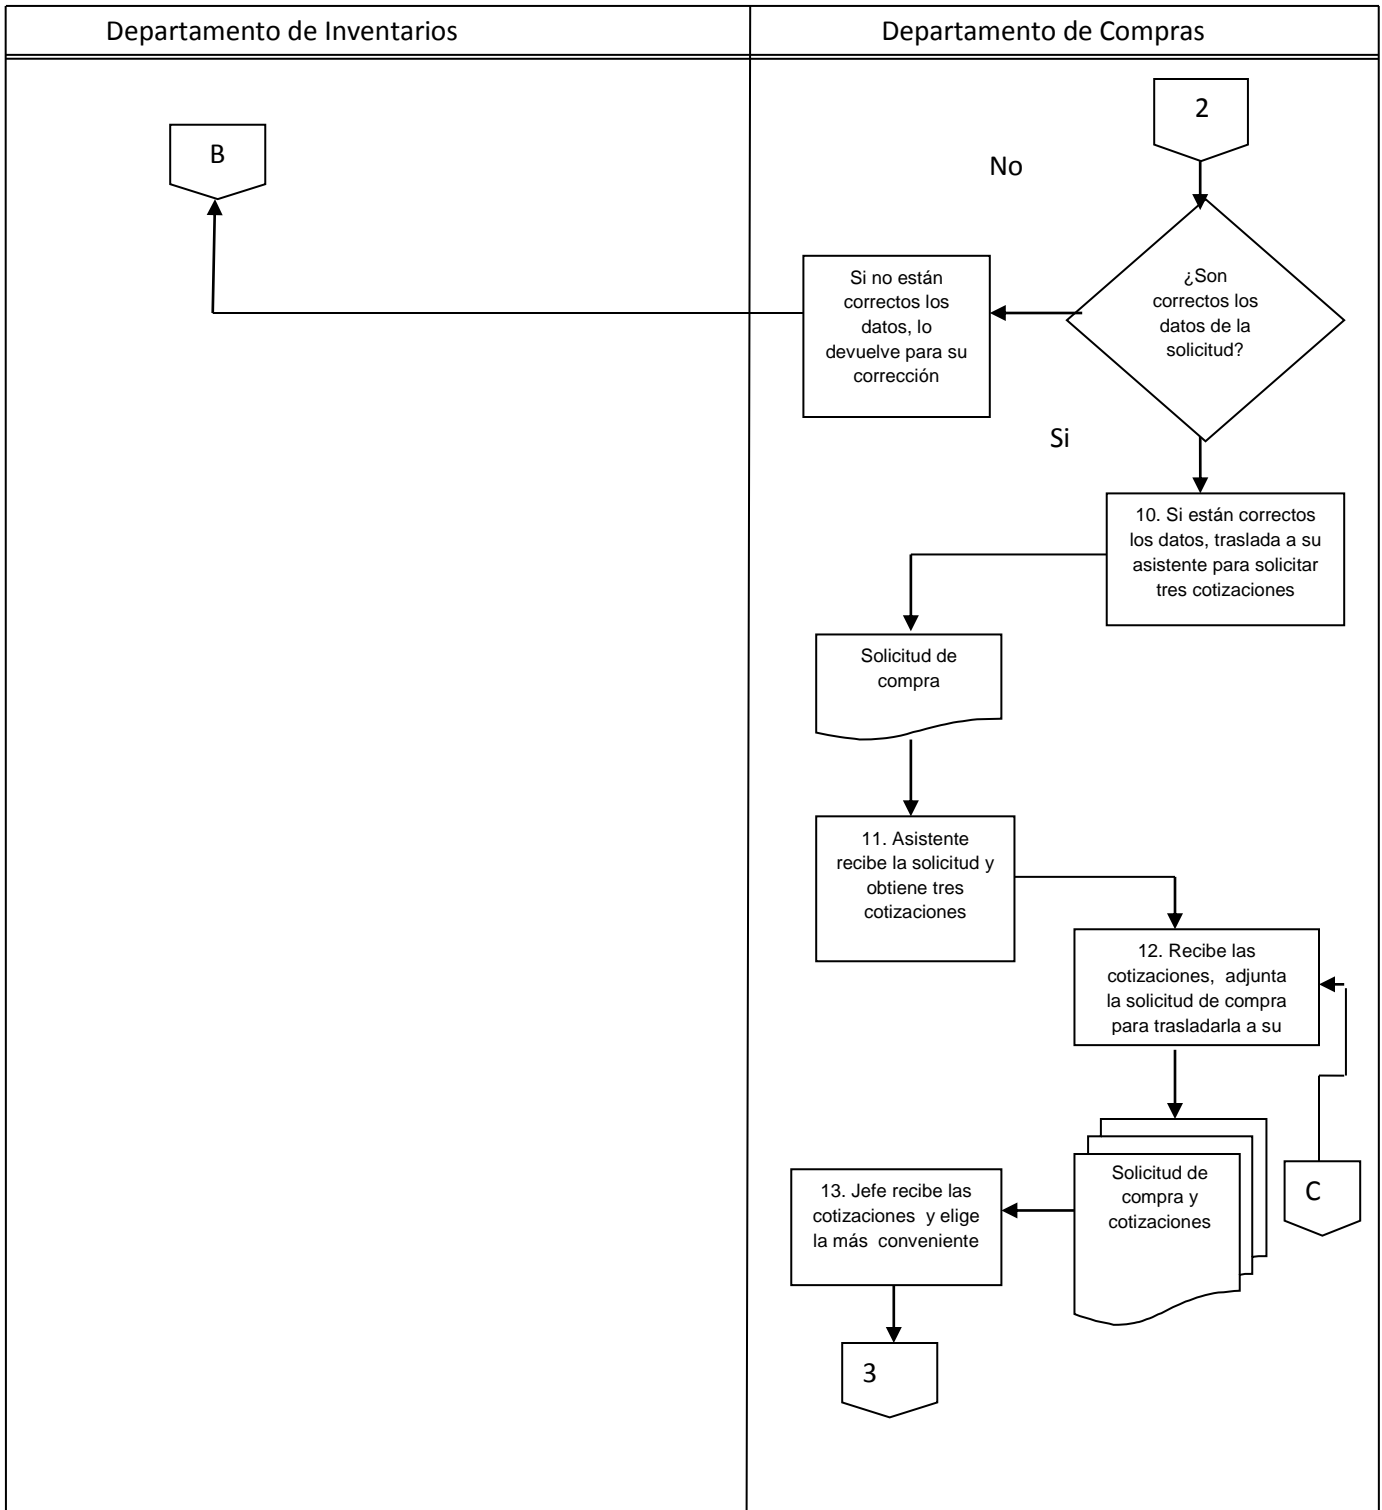 Departamento de Inventarios
Departamento de Compras
2
B
No
¿Son
correctos los
datos de la
solicitud?
Si no están
correctos los
datos, lo
devuelve para su
corrección
Si
10. Si están correctos
los datos, traslada a su
asistente para solicitar
tres cotizaciones
Solicitud de
compra
11. Asistente
recibe la solicitud y
obtiene tres
cotizaciones
12. Recibe las
cotizaciones, adjunta
la solicitud de compra
para trasladarla a su
Solicitud de
compra y
cotizaciones
C
13. Jefe recibe las
cotizaciones y elige
la más conveniente
3